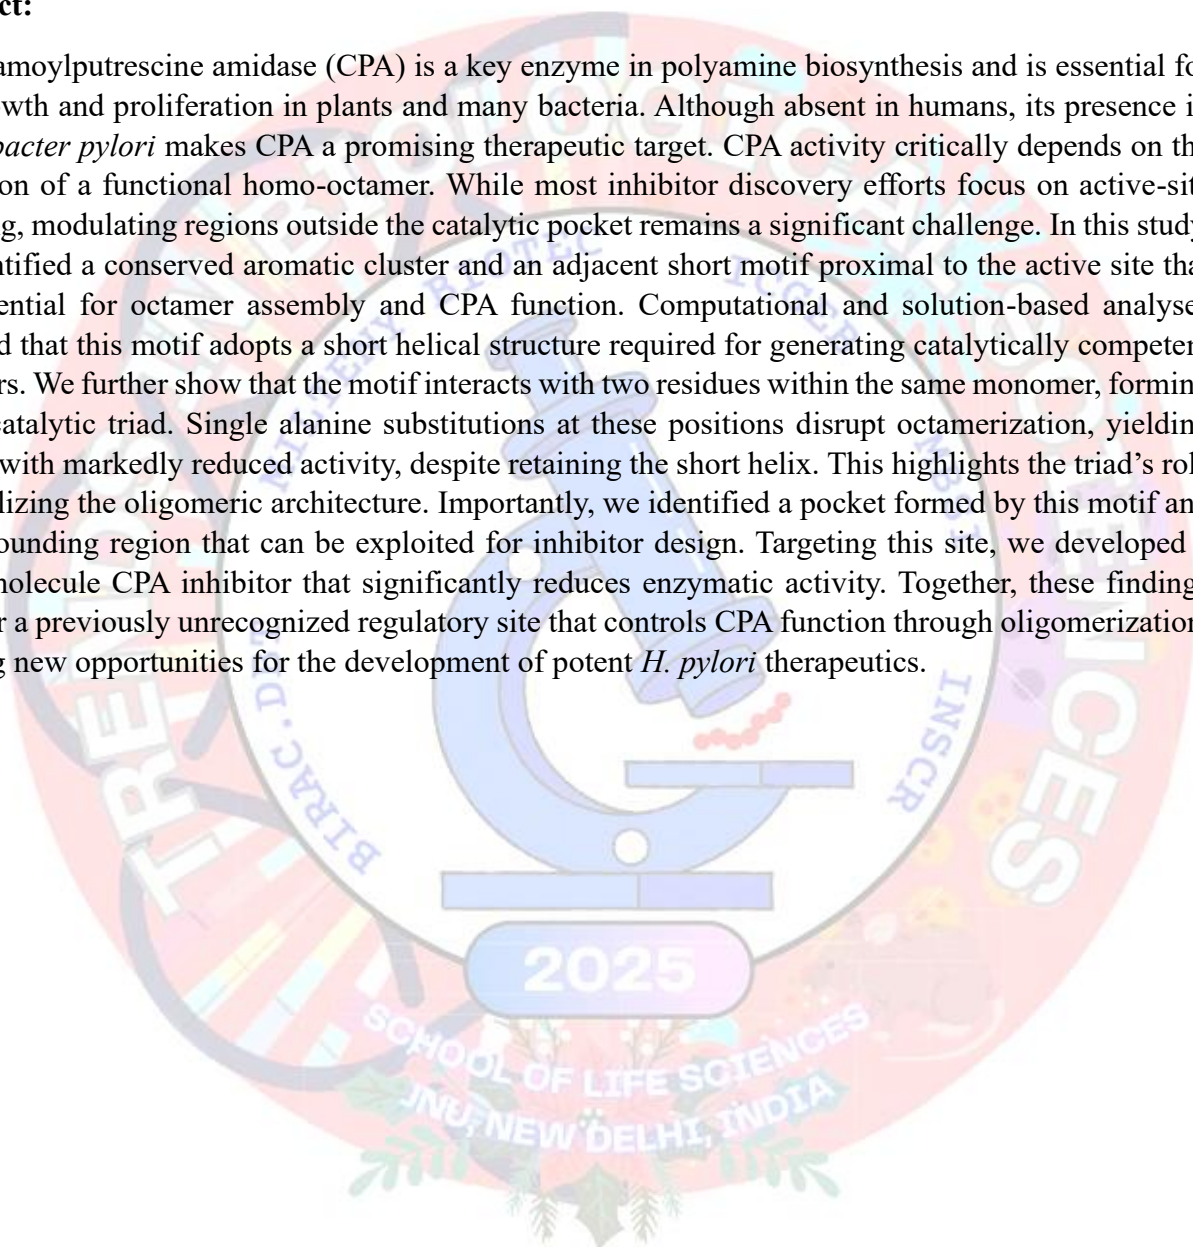 ct:
amoylputrescine amidase (CPA) is a key enzyme in polyamine biosynthesis and is essential fo
wth and proliferation in plants and many bacteria. Although absent in humans, its presence i
bacter pylori makes CPA a promising therapeutic target. CPA activity critically depends on th
on of a functional homo-octamer. While most inhibitor discovery efforts focus on active-sit
g, modulating regions outside the catalytic pocket remains a significant challenge. In this study
ntified a conserved aromatic cluster and an adjacent short motif proximal to the active site tha
ential for octamer assembly and CPA function. Computational and solution-based analyse
d that this motif adopts a short helical structure required for generating catalytically competen
rs. We further show that the motif interacts with two residues within the same monomer, formin
catalytic triad. Single alanine substitutions at these positions disrupt octamerization, yieldin
with markedly reduced activity, despite retaining the short helix. This highlights the triad's rol
lizing the oligomeric architecture. Importantly, we identified a pocket formed by this motif an
ounding region that can be exploited for inhibitor design. Targeting this site, we developed
molecule CPA inhibitor that significantly reduces enzymatic activity. Together, these finding
r a previously unrecognized regulatory site that controls CPA function through oligomerization
g new opportunities for the development of potent H. pylori therapeutics.
TRENDS IN
SCIENCES
BIOTEC
ICGEB
INSCR
BIRAC.D
2025
SCHOOL OF LIFE SCIENCES
JNU, NEW DELHI, INDIA